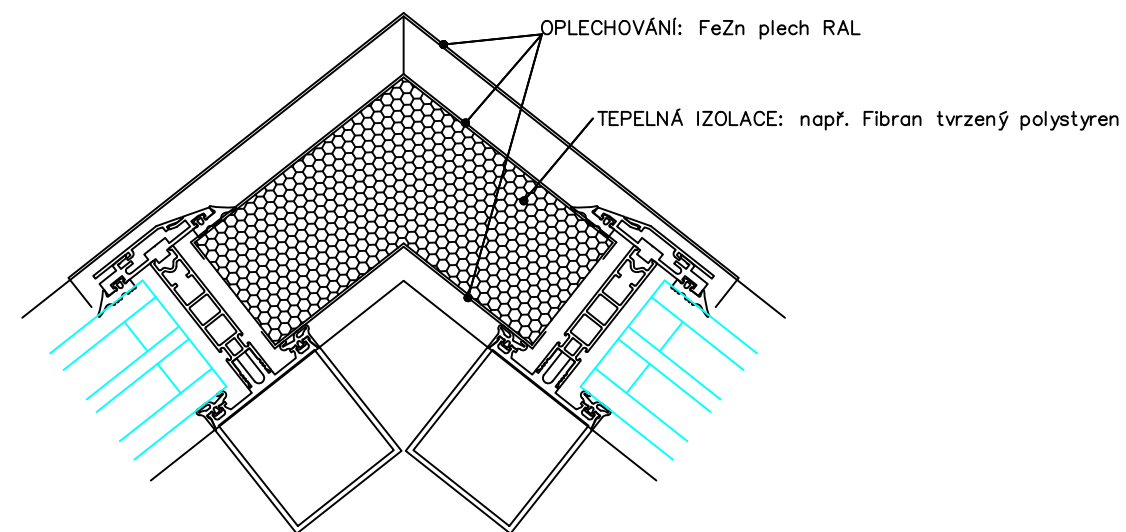 OPLECHOVÁNÍ: FeZn plech RAL
TEPELNÁ IZOLACE: např. Fibran tvrzený polystyren